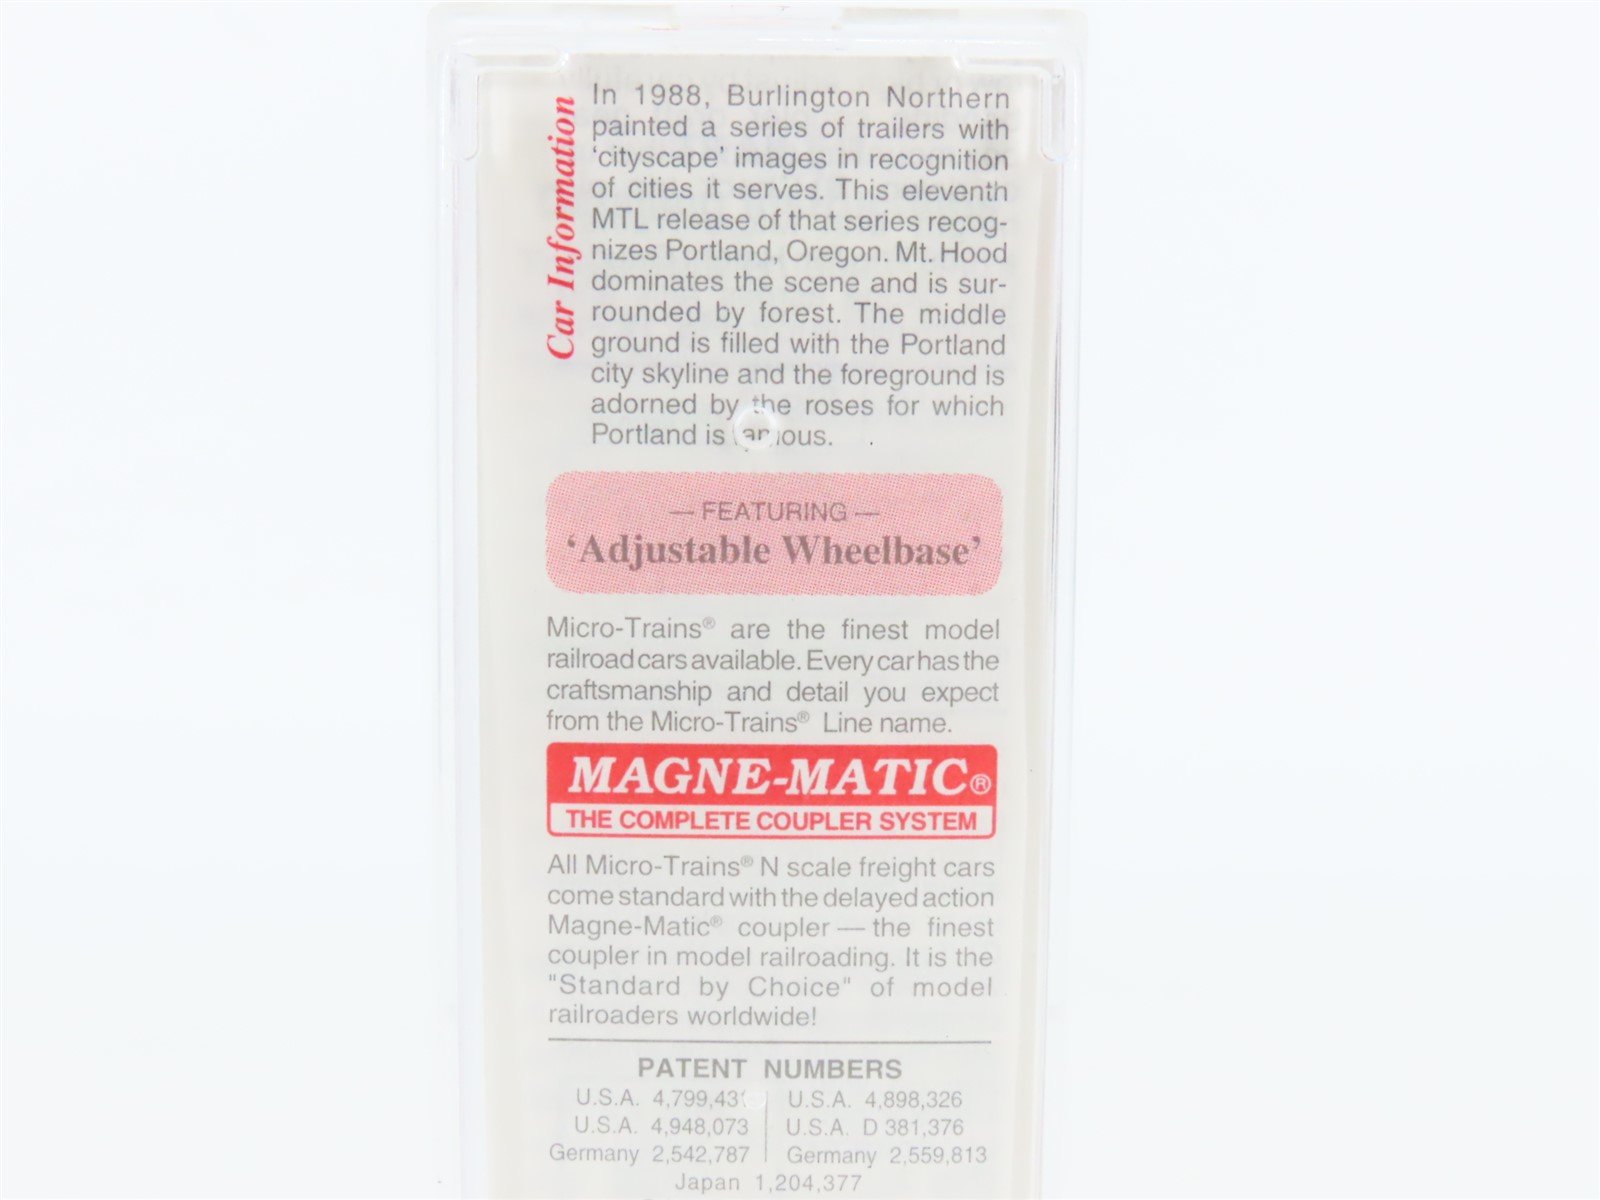 Car Information
In 1988, Burlington Northern
painted a series of trailers with
‘cityscape’ images in recognition
of cities it serves. This eleventh
MTL release of that series recog-
nizes Portland, Oregon. Mt. Hood
dominates the scene and is sur-
rounded by forest. The middle
ground is filled with the Portland
city skyline and the foreground is
adorned by the roses for which
Portland is famous.
— FEATURING —
‘Adjustable Wheelbase’
Micro-Trains® are the finest model
railroad cars available. Every car has the
craftsmanship and detail you expect
from the Micro-Trains® Line name.
MAGNE-MATIC®
THE COMPLETE COUPLER SYSTEM
All Micro-Trains® N scale freight cars
come standard with the delayed action
Magne-Matic® coupler — the finest
coupler in model railroading. It is the
"Standard by Choice" of model
railroaders worldwide!
PATENT NUMBERS
U.S.A. U.S.A. 4,898,326
U.S.A. 4,948,073 U.S.A. D 381,376
Germany 2,542,787 Germany 2,559,813
Japan 1,204,377